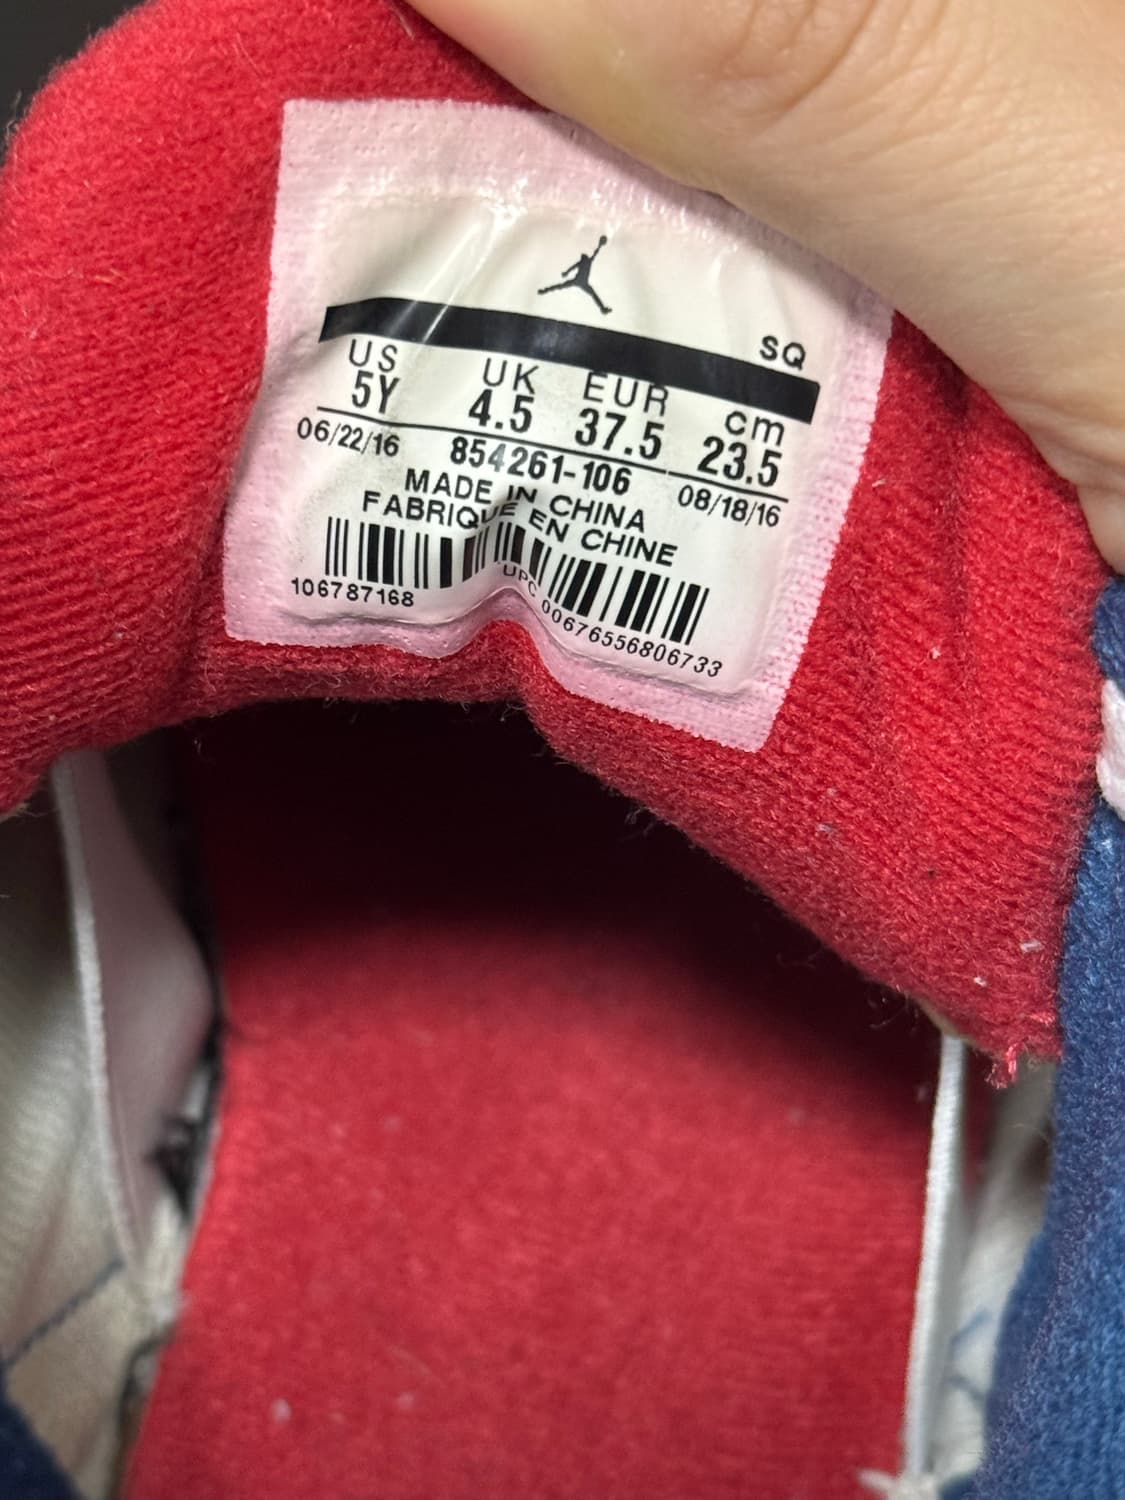 SQ
US UK EUR cm
5Y 4.5 37.5 23.5
06/22/16 854261-106 08/18/16
MADE IN CHINA
FABRIQUE EN CHINE
106787168 UPC 00676556806733